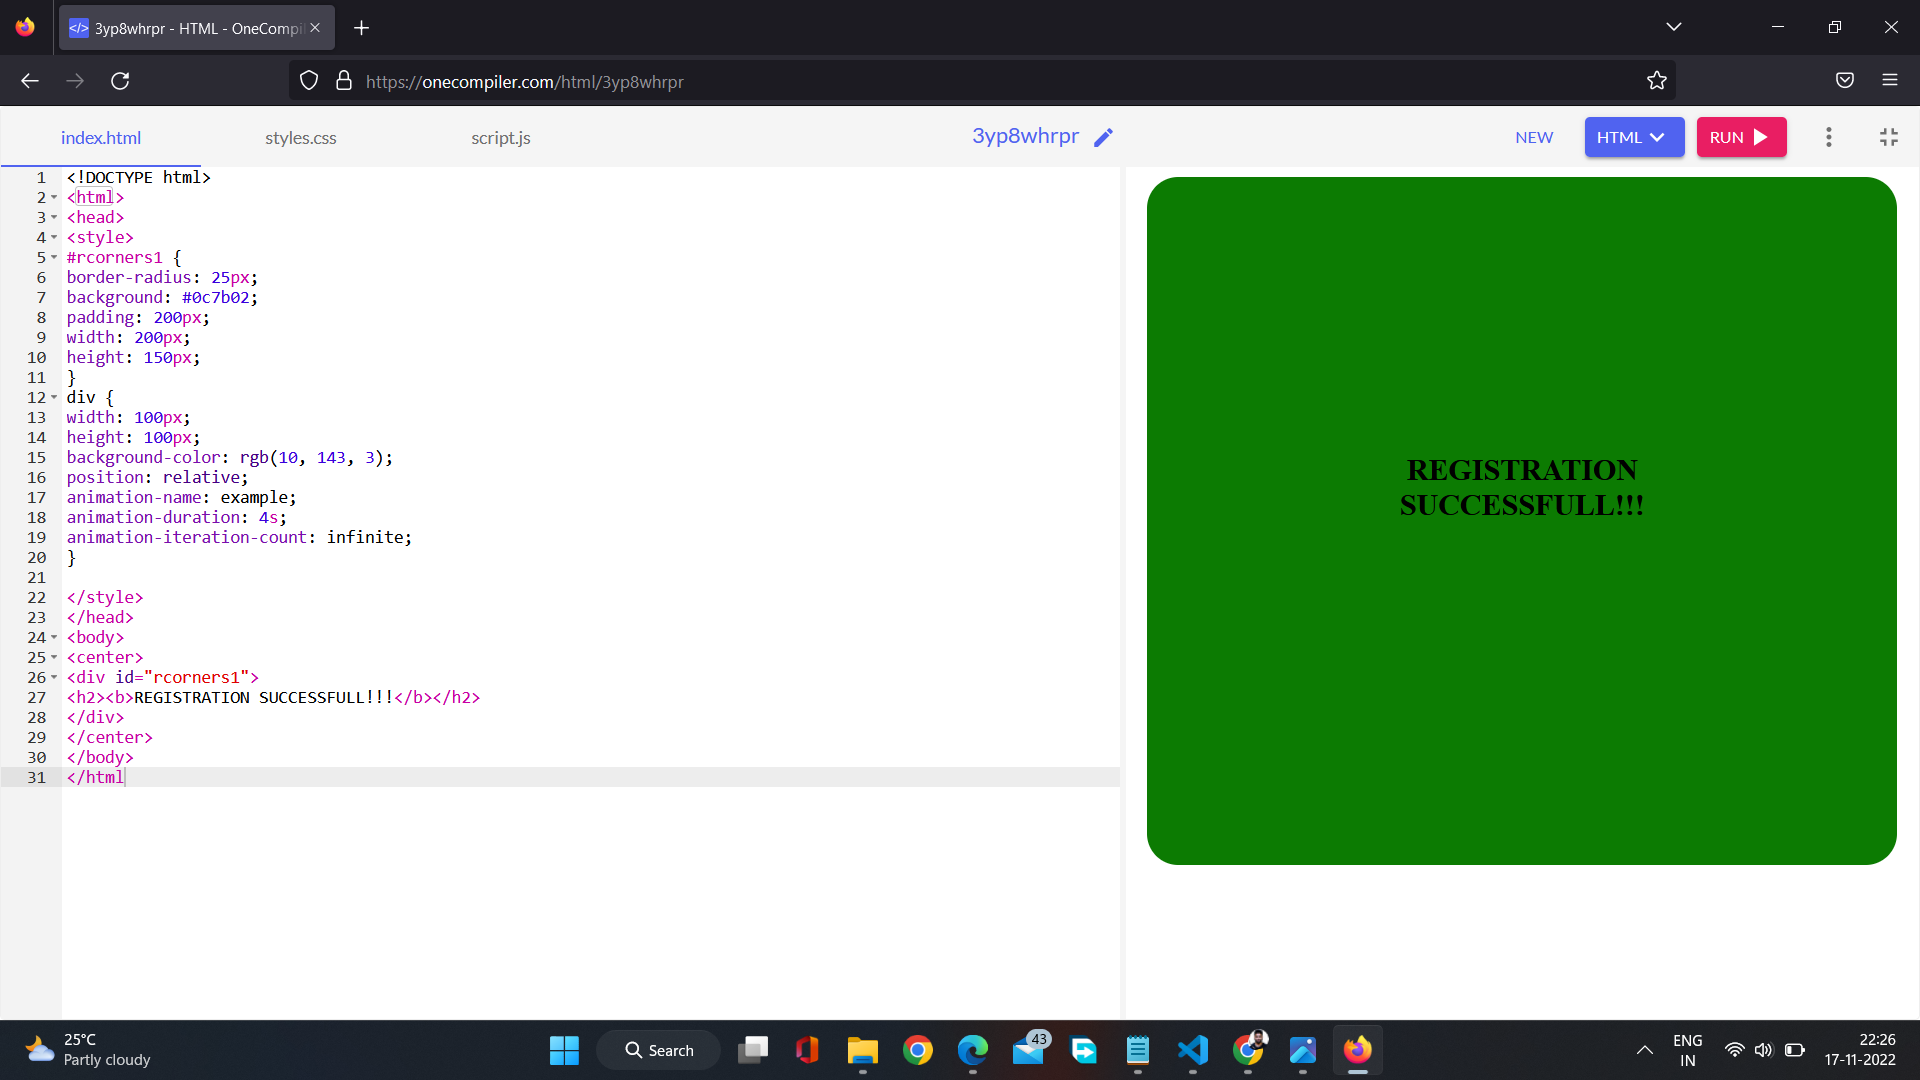 3yp8whrpr - HTML - OneCompil
https://onecompiler.com/html/3yp8whrpr
index.html styles.css script.js 3yp8whrpr NEW HTML RUN
1 <!DOCTYPE html>
2 <html>
3 <head>
4 <style>
5 #rcorners1 {
6 border-radius: 25px;
7 background: #0c7b02;
8 padding: 200px;
9 width: 200px;
10 height: 150px;
11 }
12 div {
13 width: 100px;
14 height: 100px;
15 background-color: rgb(10, 143, 3);
16 position: relative;
17 animation-name: example;
18 animation-duration: 4s;
19 animation-iteration-count: infinite;
20 }
21
22 </style>
23 </head>
24 <body>
25 <center>
26 <div id="rcorners1">
27 <h2><b>REGISTRATION SUCCESSFULL!!!</b></h2>
28 </div>
29 </center>
30 </body>
31 </html
REGISTRATION
SUCCESSFULL!!!
25°C
Partly cloudy
Search
43
ENG
IN
22:26
17-11-2022